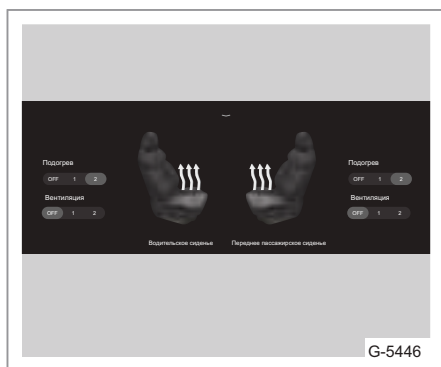 Подогрев
OFF 1 2
Вентиляция
OFF 1 2
Подогрев
OFF 1 2
Вентиляция
OFF 1 2
Водительское сиденье
Переднее пассажирское сиденье
G-5446